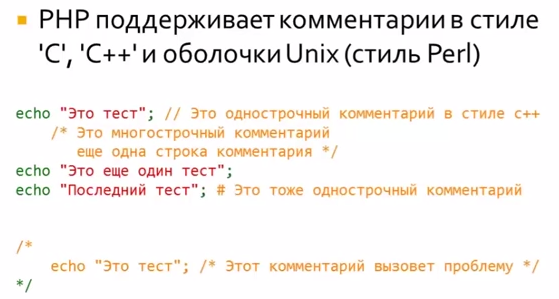 PHP поддерживает комментарии в стиле
'C', 'C++' и оболочки Unix (стиль Perl)
echo "Это тест"; // Это однострочный комментарий в стиле c++
/* Это многострочный комментарий
еще одна строка комментария */
echo "Это еще один тест";
echo "Последний тест"; # Это тоже однострочный комментарий
/*
echo "Это тест"; /* Этот комментарий вызовет проблему */
*/